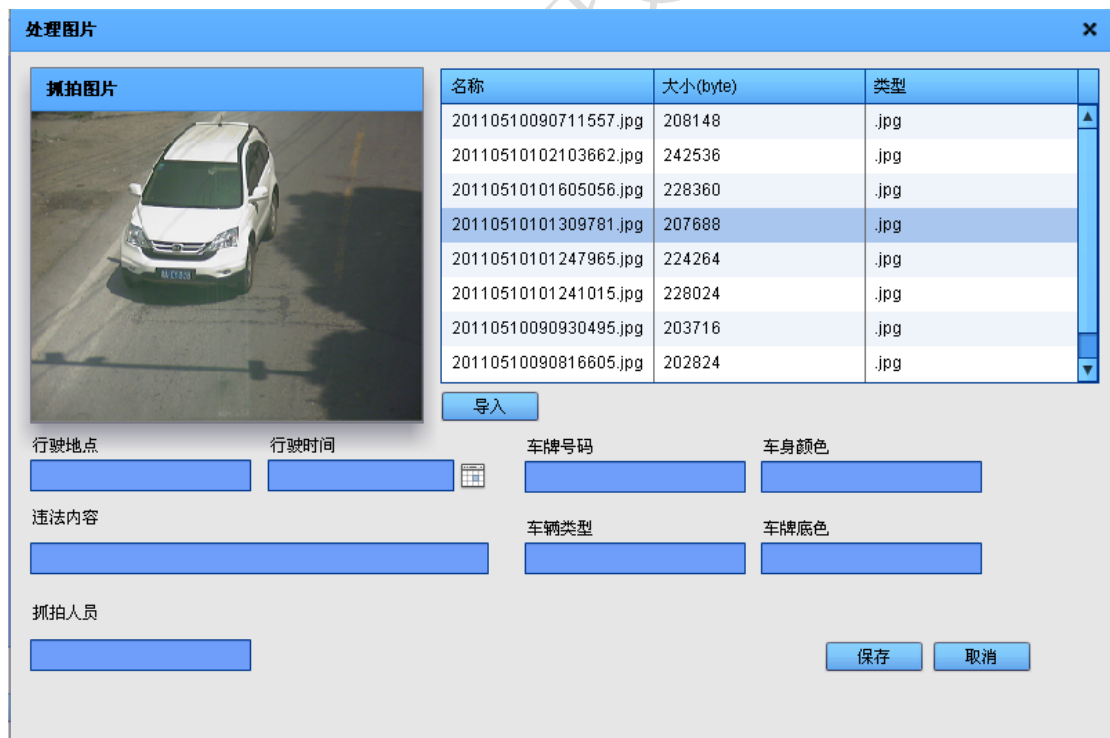 处理图片
抓拍图片
名称 大小(byte) 类型
20110510090711557.jpg 208148 .jpg
20110510102103662.jpg 242536 .jpg
20110510101605056.jpg 228360 .jpg
20110510101309781.jpg 207688 .jpg
20110510101247965.jpg 224264 .jpg
20110510101241015.jpg 228024 .jpg
20110510090930495.jpg 203716 .jpg
20110510090816605.jpg 202824 .jpg
导入
行驶地点 行驶时间 车牌号码 车身颜色
违法内容 车辆类型 车牌底色
抓拍人员
保存 取消